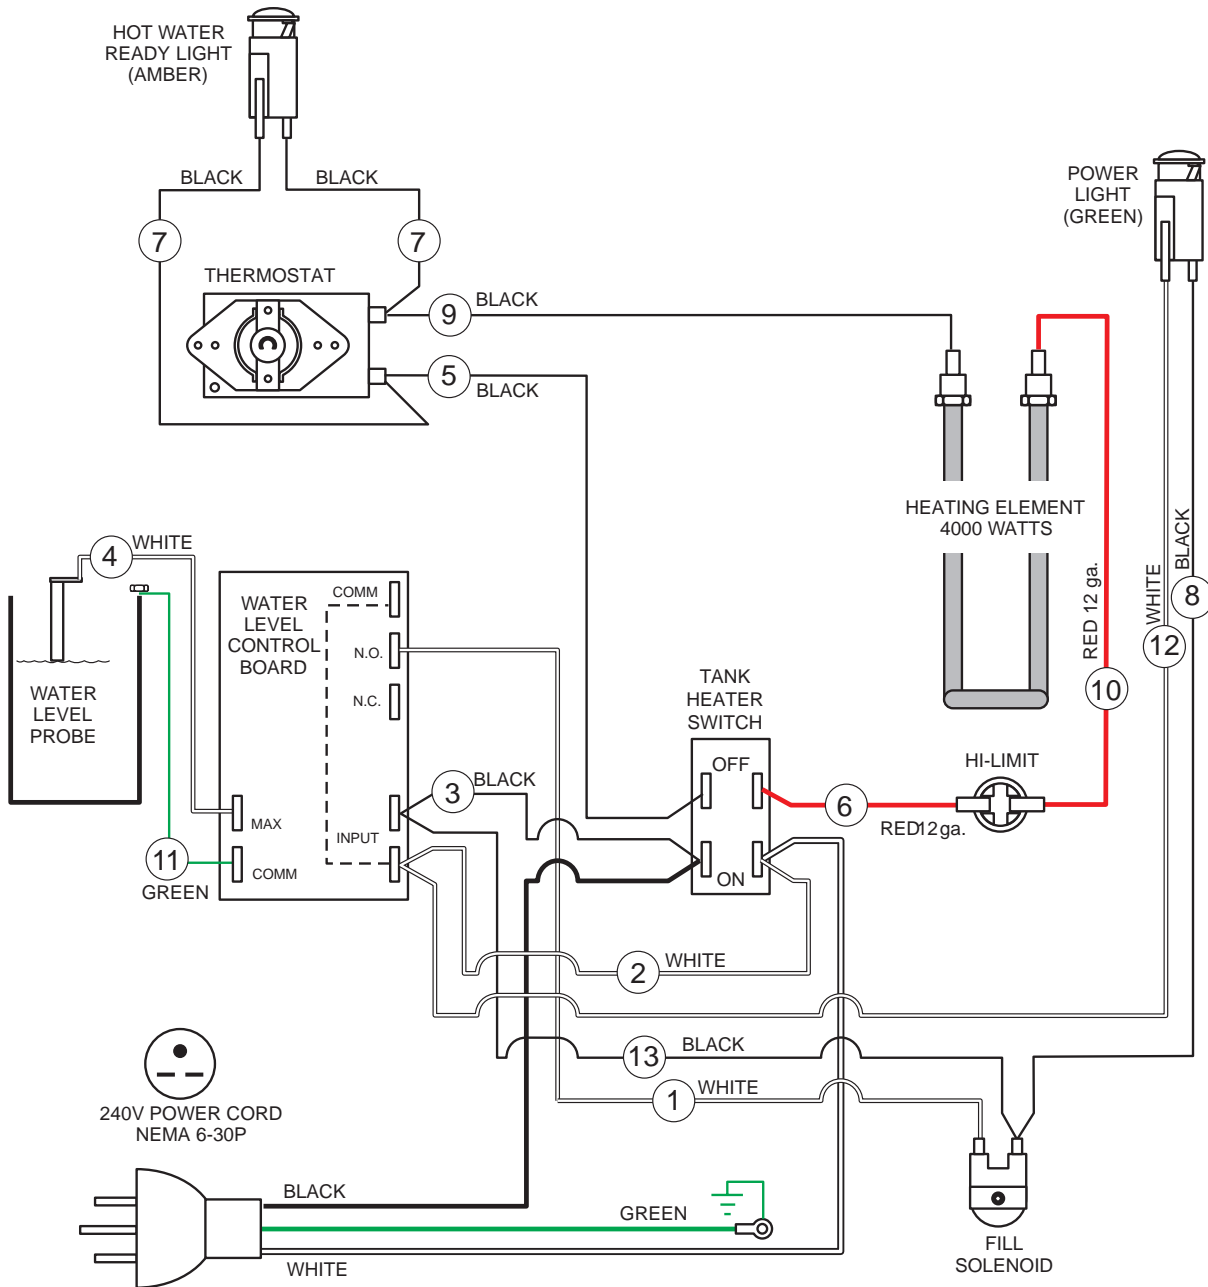 HOT WATER
READY LIGHT
(AMBER)
BLACK
BLACK
7
7
THERMOSTAT
9
BLACK
5
BLACK
POWER
LIGHT
(GREEN)
HEATING ELEMENT
4000 WATTS
RED 12 ga.
10
WHITE
12
BLACK
8
4
WHITE
WATER
LEVEL
PROBE
11
GREEN
WATER
LEVEL
CONTROL
BOARD
COMM
N.O.
N.C.
MAX
INPUT
COMM
3
BLACK
TANK
HEATER
SWITCH
OFF
ON
6
RED12ga.
HI-LIMIT
2
WHITE
13
BLACK
1
WHITE
240V POWER CORD
NEMA 6-30P
BLACK
GREEN
WHITE
FILL
SOLENOID